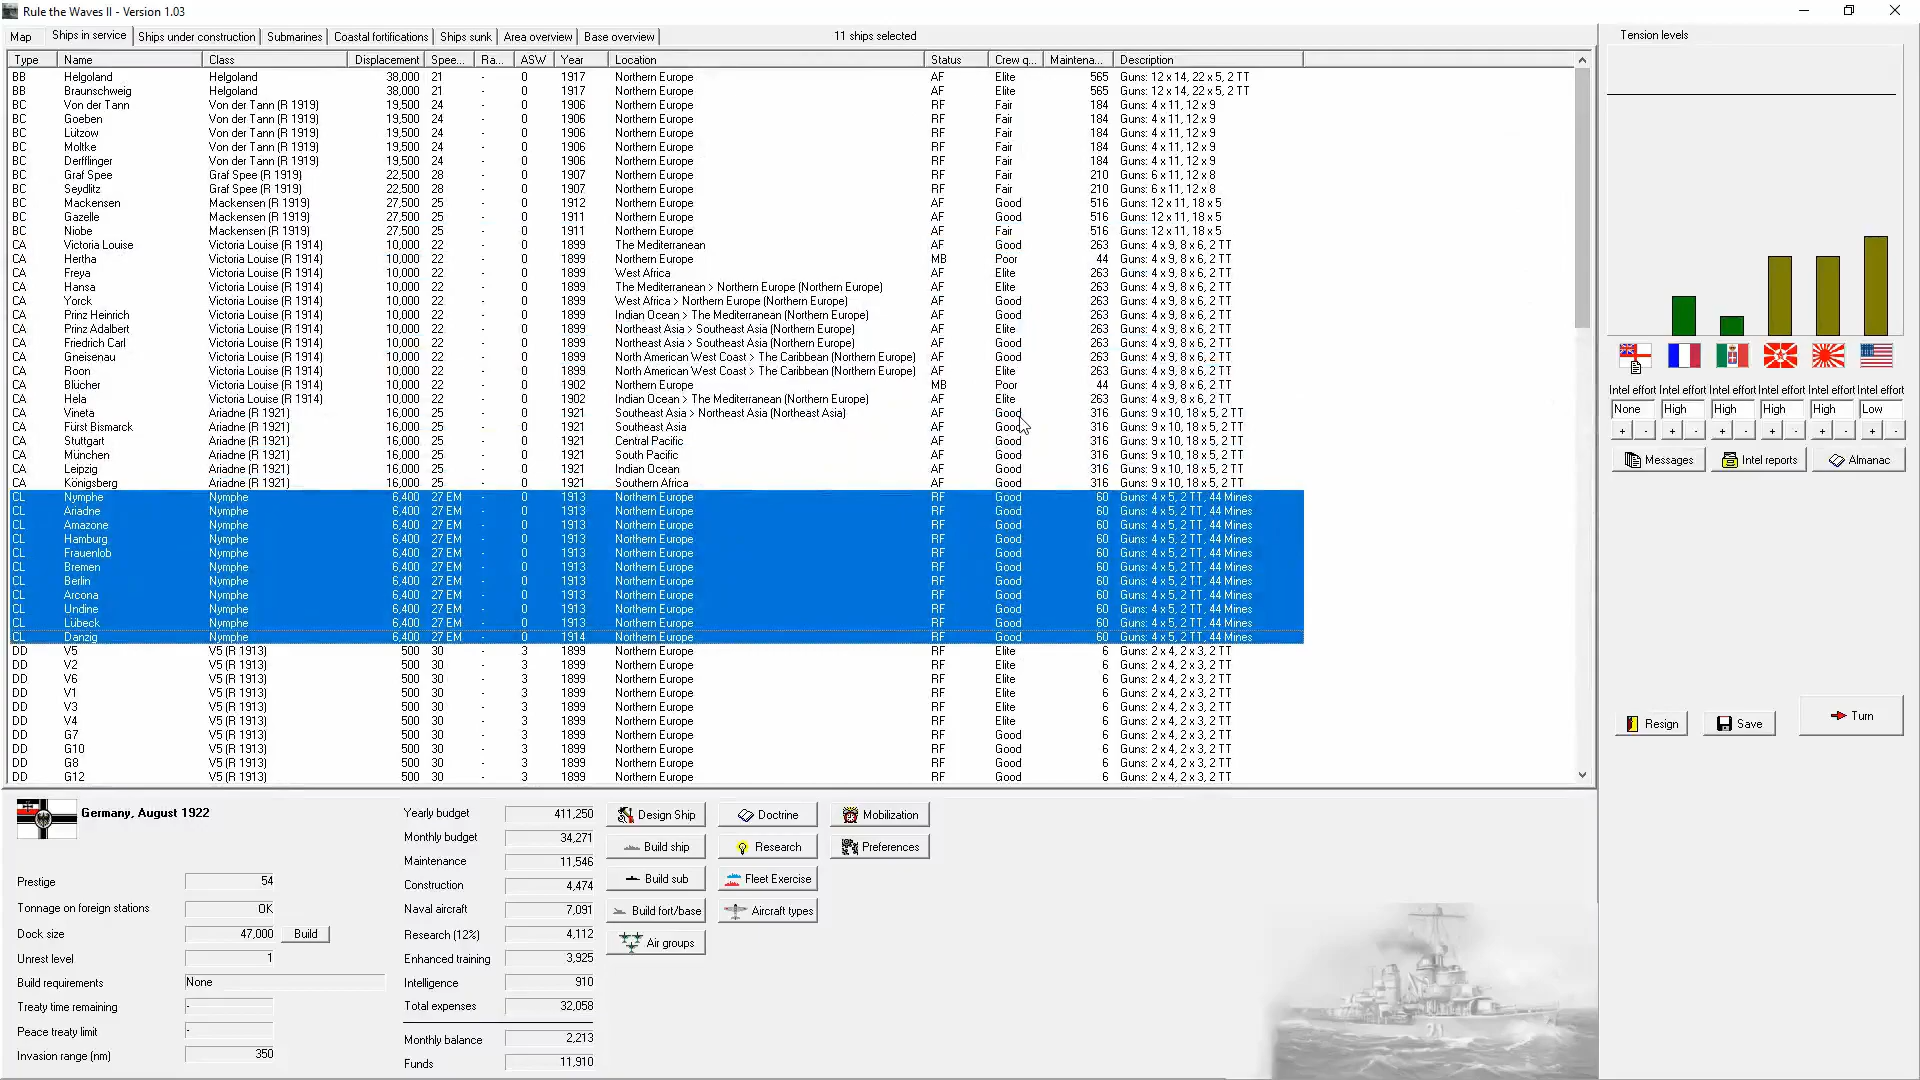 Rule the Waves II - Version 1.03
Map Ships in service Ships under construction Submarines Coastal fortifications Ships sunk Area overview Base overview 11 ships selected
Type Name Class Displacement Spee... Ra... ASW Year Location Status Crew q... Maintena... Description
BB Helgoland Helgoland 38,000 21 - 0 1917 Northern Europe AF Elite 565 Guns: 12 x 14, 22 x 5, 2 TT
BB Braunschweig Helgoland 38,000 21 - 0 1917 Northern Europe AF Elite 565 Guns: 12 x 14, 22 x 5, 2 TT
BC Von der Tann Von der Tann (R 1919) 19,500 24 - 0 1906 Northern Europe RF Fair 184 Guns: 4 x 11, 12 x 9
BC Goeben Von der Tann (R 1919) 19,500 24 - 0 1906 Northern Europe RF Fair 184 Guns: 4 x 11, 12 x 9
BC Lützow Von der Tann (R 1919) 19,500 24 - 0 1906 Northern Europe RF Fair 184 Guns: 4 x 11, 12 x 9
BC Moltke Von der Tann (R 1919) 19,500 24 - 0 1906 Northern Europe RF Fair 184 Guns: 4 x 11, 12 x 9
BC Derfflinger Von der Tann (R 1919) 19,500 24 - 0 1906 Northern Europe RF Fair 184 Guns: 4 x 11, 12 x 9
BC Graf Spee Graf Spee (R 1919) 22,500 28 - 0 1907 Northern Europe RF Fair 210 Guns: 6 x 11, 12 x 8
BC Seydlitz Graf Spee (R 1919) 22,500 28 - 0 1907 Northern Europe RF Fair 210 Guns: 6 x 11, 12 x 8
BC Mackensen Mackensen (R 1919) 27,500 25 - 0 1912 Northern Europe AF Good 516 Guns: 12 x 11, 18 x 5
BC Gazelle Mackensen (R 1919) 27,500 25 - 0 1911 Northern Europe AF Good 516 Guns: 12 x 11, 18 x 5
BC Niobe Mackensen (R 1919) 27,500 25 - 0 1911 Northern Europe AF Fair 516 Guns: 12 x 11, 18 x 5
CA Victoria Louise Victoria Louise (R 1914) 10,000 22 - 0 1899 The Mediterranean AF Good 263 Guns: 4 x 9, 8 x 6, 2 TT
CA Hertha Victoria Louise (R 1914) 10,000 22 - 0 1899 Northern Europe MB Poor 44 Guns: 4 x 9, 8 x 6, 2 TT
CA Freya Victoria Louise (R 1914) 10,000 22 - 0 1899 West Africa AF Elite 263 Guns: 4 x 9, 8 x 6, 2 TT
CA Hansa Victoria Louise (R 1914) 10,000 22 - 0 1899 The Mediterranean > Northern Europe (Northern Europe) AF Elite 263 Guns: 4 x 9, 8 x 6, 2 TT
CA Yorck Victoria Louise (R 1914) 10,000 22 - 0 1899 West Africa > Northern Europe (Northern Europe) AF Good 263 Guns: 4 x 9, 8 x 6, 2 TT
CA Prinz Heinrich Victoria Louise (R 1914) 10,000 22 - 0 1899 Indian Ocean > The Mediterranean (Northern Europe) AF Good 263 Guns: 4 x 9, 8 x 6, 2 TT
CA Prinz Adalbert Victoria Louise (R 1914) 10,000 22 - 0 1899 Northeast Asia > Southeast Asia (Northern Europe) AF Elite 263 Guns: 4 x 9, 8 x 6, 2 TT
CA Friedrich Carl Victoria Louise (R 1914) 10,000 22 - 0 1899 Northeast Asia > Southeast Asia (Northern Europe) AF Good 263 Guns: 4 x 9, 8 x 6, 2 TT
CA Gneisenau Victoria Louise (R 1914) 10,000 22 - 0 1899 North American West Coast > The Caribbean (Northern Europe) AF Good 263 Guns: 4 x 9, 8 x 6, 2 TT
CA Roon Victoria Louise (R 1914) 10,000 22 - 0 1899 North American West Coast > The Caribbean (Northern Europe) AF Elite 263 Guns: 4 x 9, 8 x 6, 2 TT
CA Blücher Victoria Louise (R 1914) 10,000 22 - 0 1902 Northern Europe MB Poor 44 Guns: 4 x 9, 8 x 6, 2 TT
CA Hela Victoria Louise (R 1914) 10,000 22 - 0 1902 Indian Ocean > The Mediterranean (Northern Europe) AF Elite 263 Guns: 4 x 9, 8 x 6, 2 TT
CA Vineta Ariadne (R 1921) 16,000 25 - 0 1921 Southeast Asia > Northeast Asia (Northeast Asia) AF Good 316 Guns: 9 x 10, 18 x 5, 2 TT
CA Fürst Bismarck Ariadne (R 1921) 16,000 25 - 0 1921 Southeast Asia AF Good 316 Guns: 9 x 10, 18 x 5, 2 TT
CA Stuttgart Ariadne (R 1921) 16,000 25 - 0 1921 Central Pacific AF Good 316 Guns: 9 x 10, 18 x 5, 2 TT
CA München Ariadne (R 1921) 16,000 25 - 0 1921 South Pacific AF Good 316 Guns: 9 x 10, 18 x 5, 2 TT
CA Leipzig Ariadne (R 1921) 16,000 25 - 0 1921 Indian Ocean AF Good 316 Guns: 9 x 10, 18 x 5, 2 TT
CA Königsberg Ariadne (R 1921) 16,000 25 - 0 1921 Southern Africa AF Good 316 Guns: 9 x 10, 18 x 5, 2 TT
CL Nymphe Nymphe 6,400 27 EM - 0 1913 Northern Europe RF Good 60 Guns: 4 x 5, 2 TT, 44 Mines
CL Ariadne Nymphe 6,400 27 EM - 0 1913 Northern Europe RF Good 60 Guns: 4 x 5, 2 TT, 44 Mines
CL Amazone Nymphe 6,400 27 EM - 0 1913 Northern Europe RF Good 60 Guns: 4 x 5, 2 TT, 44 Mines
CL Hamburg Nymphe 6,400 27 EM - 0 1913 Northern Europe RF Good 60 Guns: 4 x 5, 2 TT, 44 Mines
CL Frauenlob Nymphe 6,400 27 EM - 0 1913 Northern Europe RF Good 60 Guns: 4 x 5, 2 TT, 44 Mines
CL Bremen Nymphe 6,400 27 EM - 0 1913 Northern Europe RF Good 60 Guns: 4 x 5, 2 TT, 44 Mines
CL Berlin Nymphe 6,400 27 EM - 0 1913 Northern Europe RF Good 60 Guns: 4 x 5, 2 TT, 44 Mines
CL Arcona Nymphe 6,400 27 EM - 0 1913 Northern Europe RF Good 60 Guns: 4 x 5, 2 TT, 44 Mines
CL Undine Nymphe 6,400 27 EM - 0 1913 Northern Europe RF Good 60 Guns: 4 x 5, 2 TT, 44 Mines
CL Lübeck Nymphe 6,400 27 EM - 0 1913 Northern Europe RF Good 60 Guns: 4 x 5, 2 TT, 44 Mines
CL Danzig Nymphe 6,400 27 EM - 0 1914 Northern Europe RF Good 60 Guns: 4 x 5, 2 TT, 44 Mines
DD V5 V5 (R 1913) 500 30 - 3 1899 Northern Europe RF Elite 6 Guns: 2 x 4, 2 x 3, 2 TT
DD V2 V5 (R 1913) 500 30 - 3 1899 Northern Europe RF Elite 6 Guns: 2 x 4, 2 x 3, 2 TT
DD V6 V5 (R 1913) 500 30 - 3 1899 Northern Europe RF Elite 6 Guns: 2 x 4, 2 x 3, 2 TT
DD V1 V5 (R 1913) 500 30 - 3 1899 Northern Europe RF Elite 6 Guns: 2 x 4, 2 x 3, 2 TT
DD V3 V5 (R 1913) 500 30 - 3 1899 Northern Europe RF Elite 6 Guns: 2 x 4, 2 x 3, 2 TT
DD V4 V5 (R 1913) 500 30 - 3 1899 Northern Europe RF Elite 6 Guns: 2 x 4, 2 x 3, 2 TT
DD G7 V5 (R 1913) 500 30 - 3 1899 Northern Europe RF Good 6 Guns: 2 x 4, 2 x 3, 2 TT
DD G10 V5 (R 1913) 500 30 - 3 1899 Northern Europe RF Good 6 Guns: 2 x 4, 2 x 3, 2 TT
DD G8 V5 (R 1913) 500 30 - 3 1899 Northern Europe RF Good 6 Guns: 2 x 4, 2 x 3, 2 TT
DD G12 V5 (R 1913) 500 30 - 3 1899 Northern Europe RF Good 6 Guns: 2 x 4, 2 x 3, 2 TT
Tension levels
Intel effort Intel effort Intel effort Intel effort Intel effort Intel effort
None High High High High Low
+ - + - + - + - + - + -
Messages Intel reports Almanac
Resign Save Turn
Germany, August 1922
Prestige 54
Tonnage on foreign stations OK
Dock size 47,000 Build
Unrest level 1
Build requirements None
Treaty time remaining -
Peace treaty limit -
Invasion range (nm) 350
Yearly budget 411,250
Monthly budget 34,271
Maintenance 11,546
Construction 4,474
Naval aircraft 7,091
Research (12%) 4,112
Enhanced training 3,925
Intelligence 910
Total expenses 32,058
Monthly balance 2,213
Funds 11,910
Design Ship Doctrine Mobilization
Build ship Research Preferences
Build sub Fleet Exercise
Build fort/base Aircraft types
Air groups
21